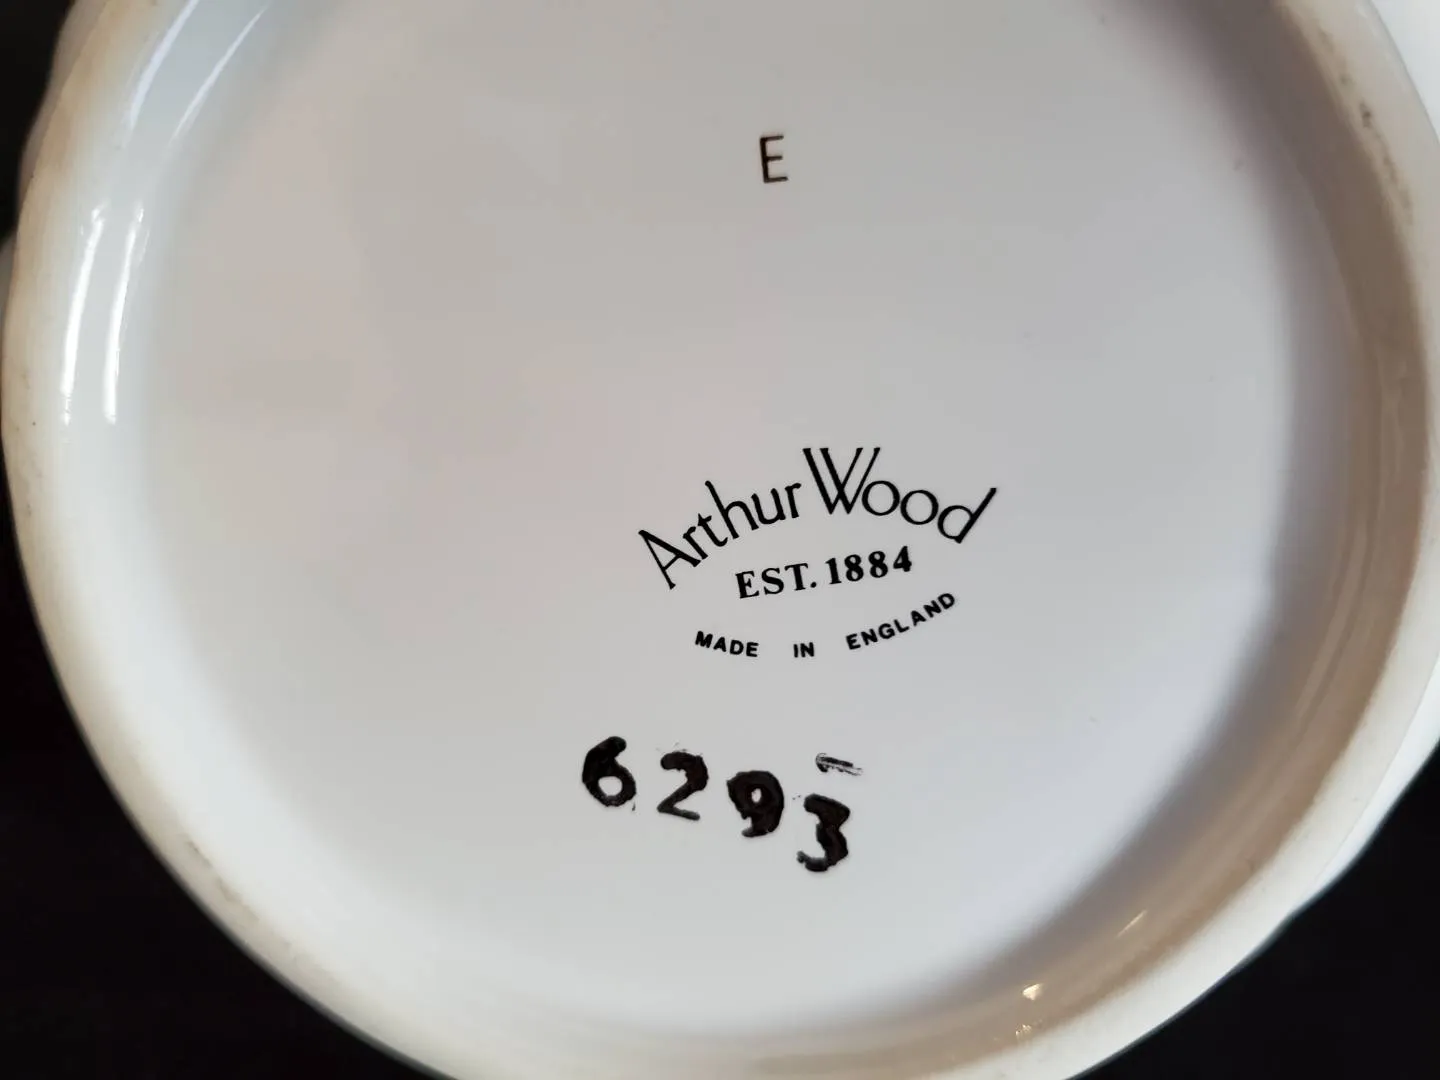 E
Arthur Wood
EST. 1884
MADE IN ENGLAND
6293